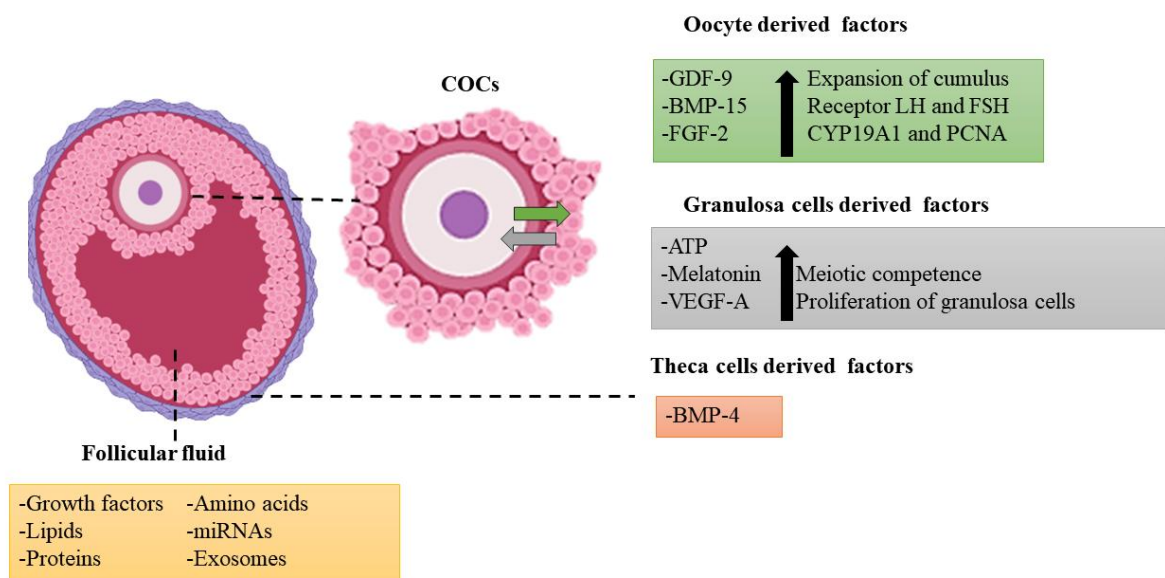 Oocyte derived factors
-GDF-9 Expansion of cumulus
-BMP-15 Receptor LH and FSH
-FGF-2 CYP19A1 and PCNA
COCs
Granulosa cells derived factors
-ATP
-Melatonin Meiotic competence
-VEGF-A Proliferation of granulosa cells
Theca cells derived factors
-BMP-4
Follicular fluid
-Growth factors -Amino acids
-Lipids -miRNAs
-Proteins -Exosomes